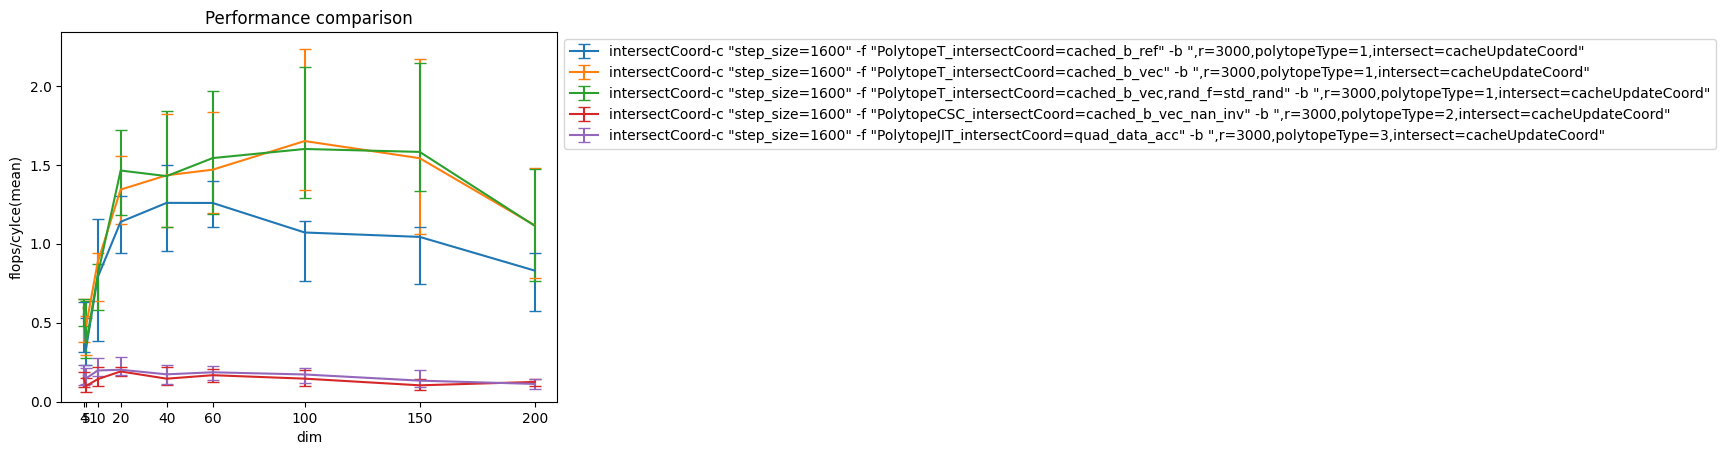 Performance comparison
flops/cylce(mean)
2.0
1.5
1.0
0.5
0.0
4 5 10 20 40 60 100 150 200
dim
intersectCoord-c "step_size=1600" -f "PolytopeT_intersectCoord=cached_b_ref" -b ",r=3000,polytopeType=1,intersect=cacheUpdateCoord"
intersectCoord-c "step_size=1600" -f "PolytopeT_intersectCoord=cached_b_vec" -b ",r=3000,polytopeType=1,intersect=cacheUpdateCoord"
intersectCoord-c "step_size=1600" -f "PolytopeT_intersectCoord=cached_b_vec,rand_f=std_rand" -b ",r=3000,polytopeType=1,intersect=cacheUpdateCoord"
intersectCoord-c "step_size=1600" -f "PolytopeCSC_intersectCoord=cached_b_vec_nan_inv" -b ",r=3000,polytopeType=2,intersect=cacheUpdateCoord"
intersectCoord-c "step_size=1600" -f "PolytopeJIT_intersectCoord=quad_data_acc" -b ",r=3000,polytopeType=3,intersect=cacheUpdateCoord"